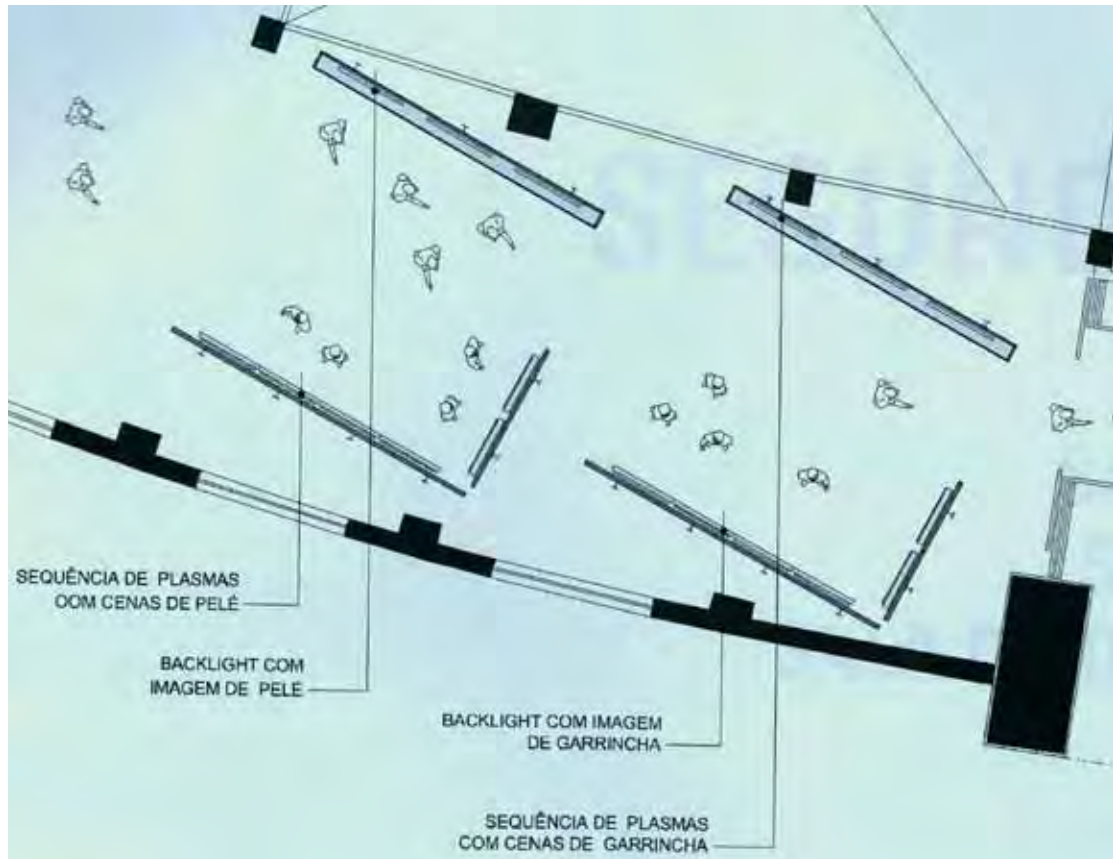 SEQUÊNCIA DE PLASMAS
OOM CENAS DE PELÉ
BACKLIGHT COM
IMAGEM DE PELÉ
BACKLIGHT COM IMAGEM
DE GARRINCHA
SEQUÊNCIA DE PLASMAS
COM CENAS DE GARRINCHA